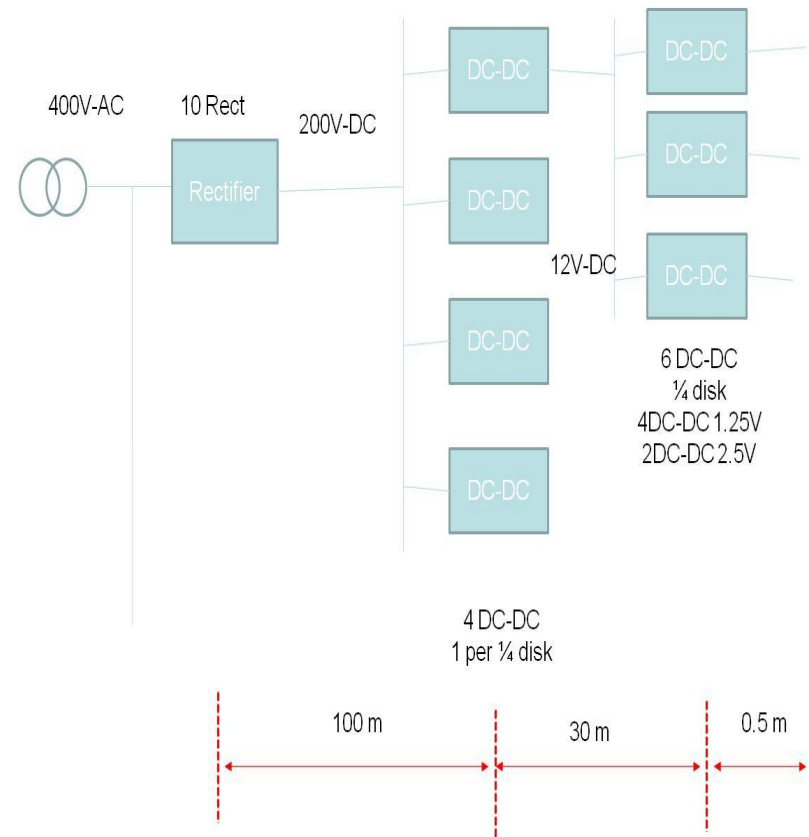 400V-AC
10 Rect
200V-DC
Rectifier
DC-DC
DC-DC
DC-DC
DC-DC
12V-DC
DC-DC
DC-DC
DC-DC
6 DC-DC
¼ disk
4DC-DC 1.25V
2DC-DC 2.5V
4 DC-DC
1 per ¼ disk
100 m
30 m
0.5 m